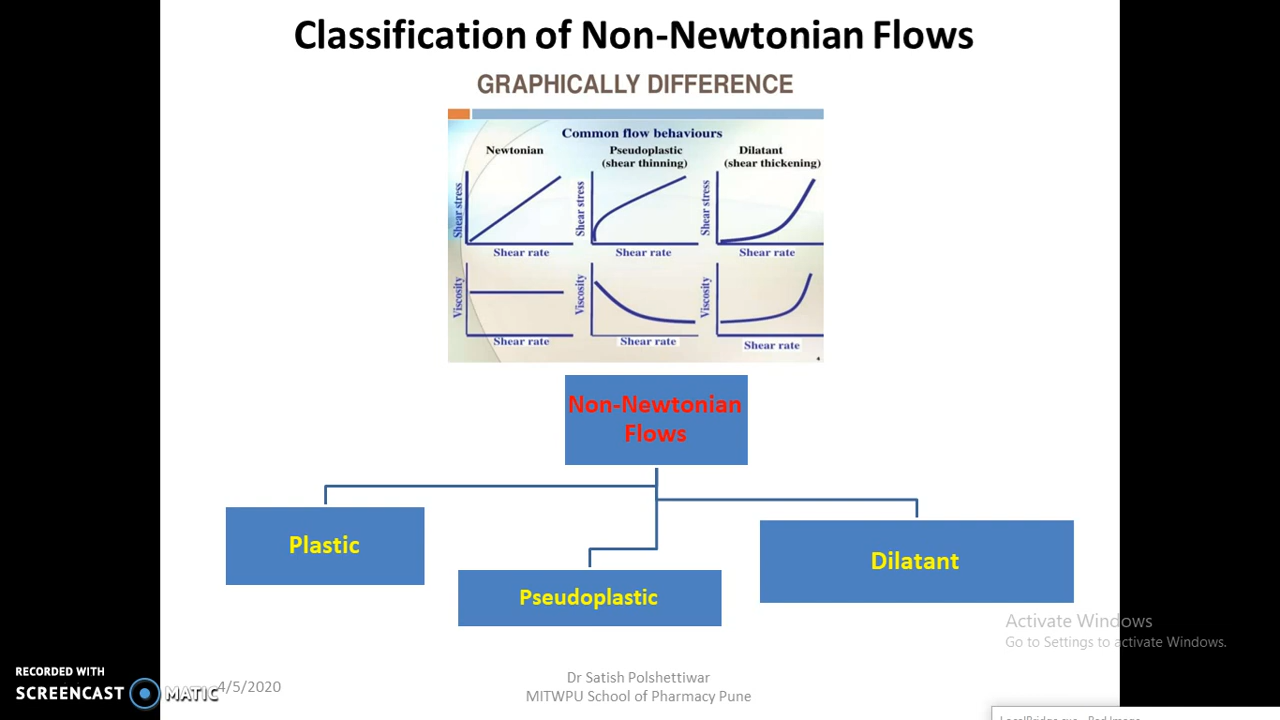 Classification of Non-Newtonian Flows
GRAPHICALLY DIFFERENCE
Common flow behaviours
Newtonian
Pseudoplastic
(shear thinning)
Dilatant
(shear thickening)
Shear stress
Shear rate
Shear stress
Shear rate
Shear stress
Shear rate
Viscosity
Shear rate
Viscosity
Shear rate
Viscosity
Shear rate
4
Non-Newtonian
Flows
Plastic
Pseudoplastic
Dilatant
Activate Windows
Go to Settings to activate Windows.
RECORDED WITH
SCREENCAST MATIC
4/5/2020
Dr Satish Polshettiwar
MITWPU School of Pharmacy Pune